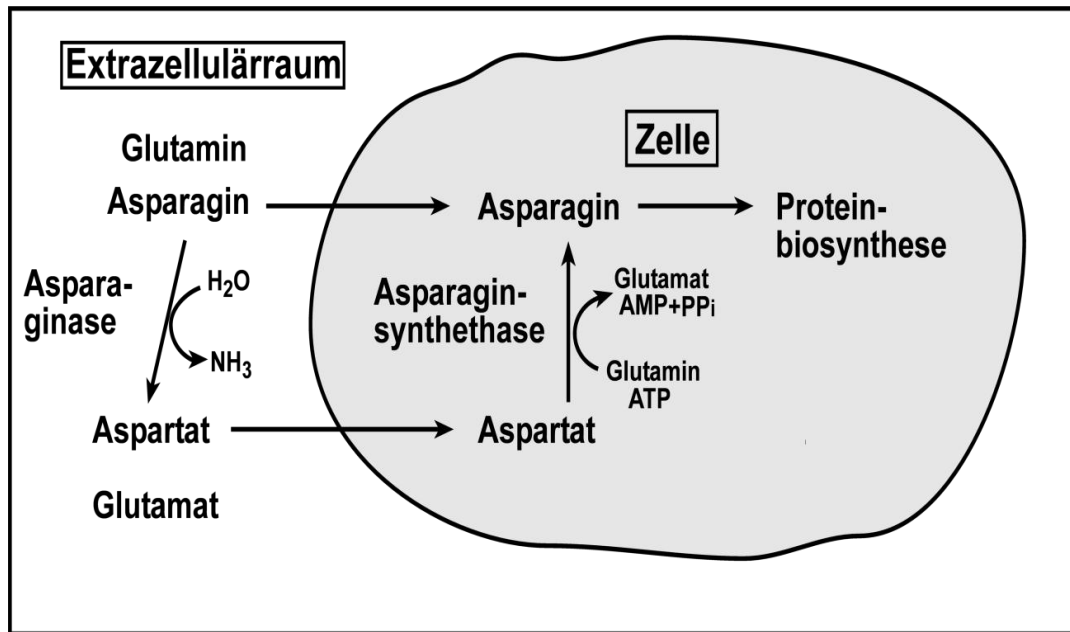 Extrazellulärraum
Glutamin
Asparagin
Aspara-
ginase
H₂O
NH₃
Aspartat
Glutamat
Zelle
Asparagin
Protein-
biosynthese
Asparagin-
synthethase
Glutamat
AMP+PPi
Glutamin
ATP
Aspartat